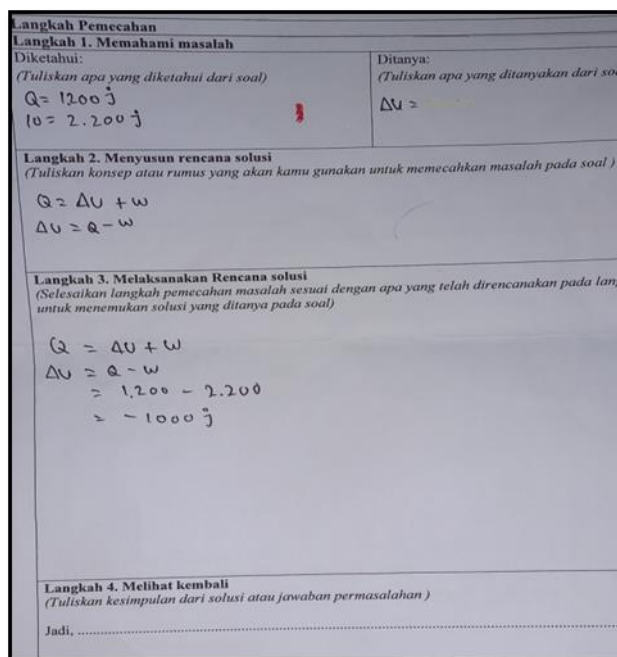 Langkah Pemecahan
Langkah 1. Memahami masalah
Diketahui:
(Tuliskan apa yang diketahui dari soal)
Q = 1200 j
W = 2.200 j
Ditanya:
(Tuliskan apa yang ditanyakan dari so
ΔU =
Langkah 2. Menyusun rencana solusi
(Tuliskan konsep atau rumus yang akan kamu gunakan untuk memecahkan masalah pada soal )
Q = ΔU + W
ΔU = Q - W
Langkah 3. Melaksanakan Rencana solusi
(Selesaikan langkah pemecahan masalah sesuai dengan apa yang telah direncanakan pada lan
untuk menemukan solusi yang ditanya pada soal)
Q = ΔU + W
ΔU = Q - W
= 1.200 - 2.200
= - 1000 j
Langkah 4. Melihat kembali
(Tuliskan kesimpulan dari solusi atau jawaban permasalahan )
Jadi, ........................................................................